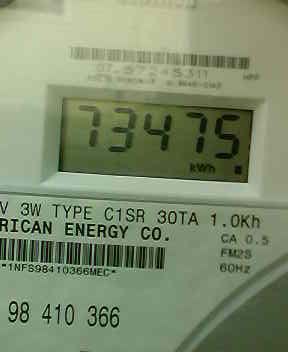 73475
kWh
V 3W TYPE C1SR 30TA 1.0Kh
RICAN ENERGY CO. CA 0.5
FM2S
*1NFS98410366MEC* 60Hz
98 410 366